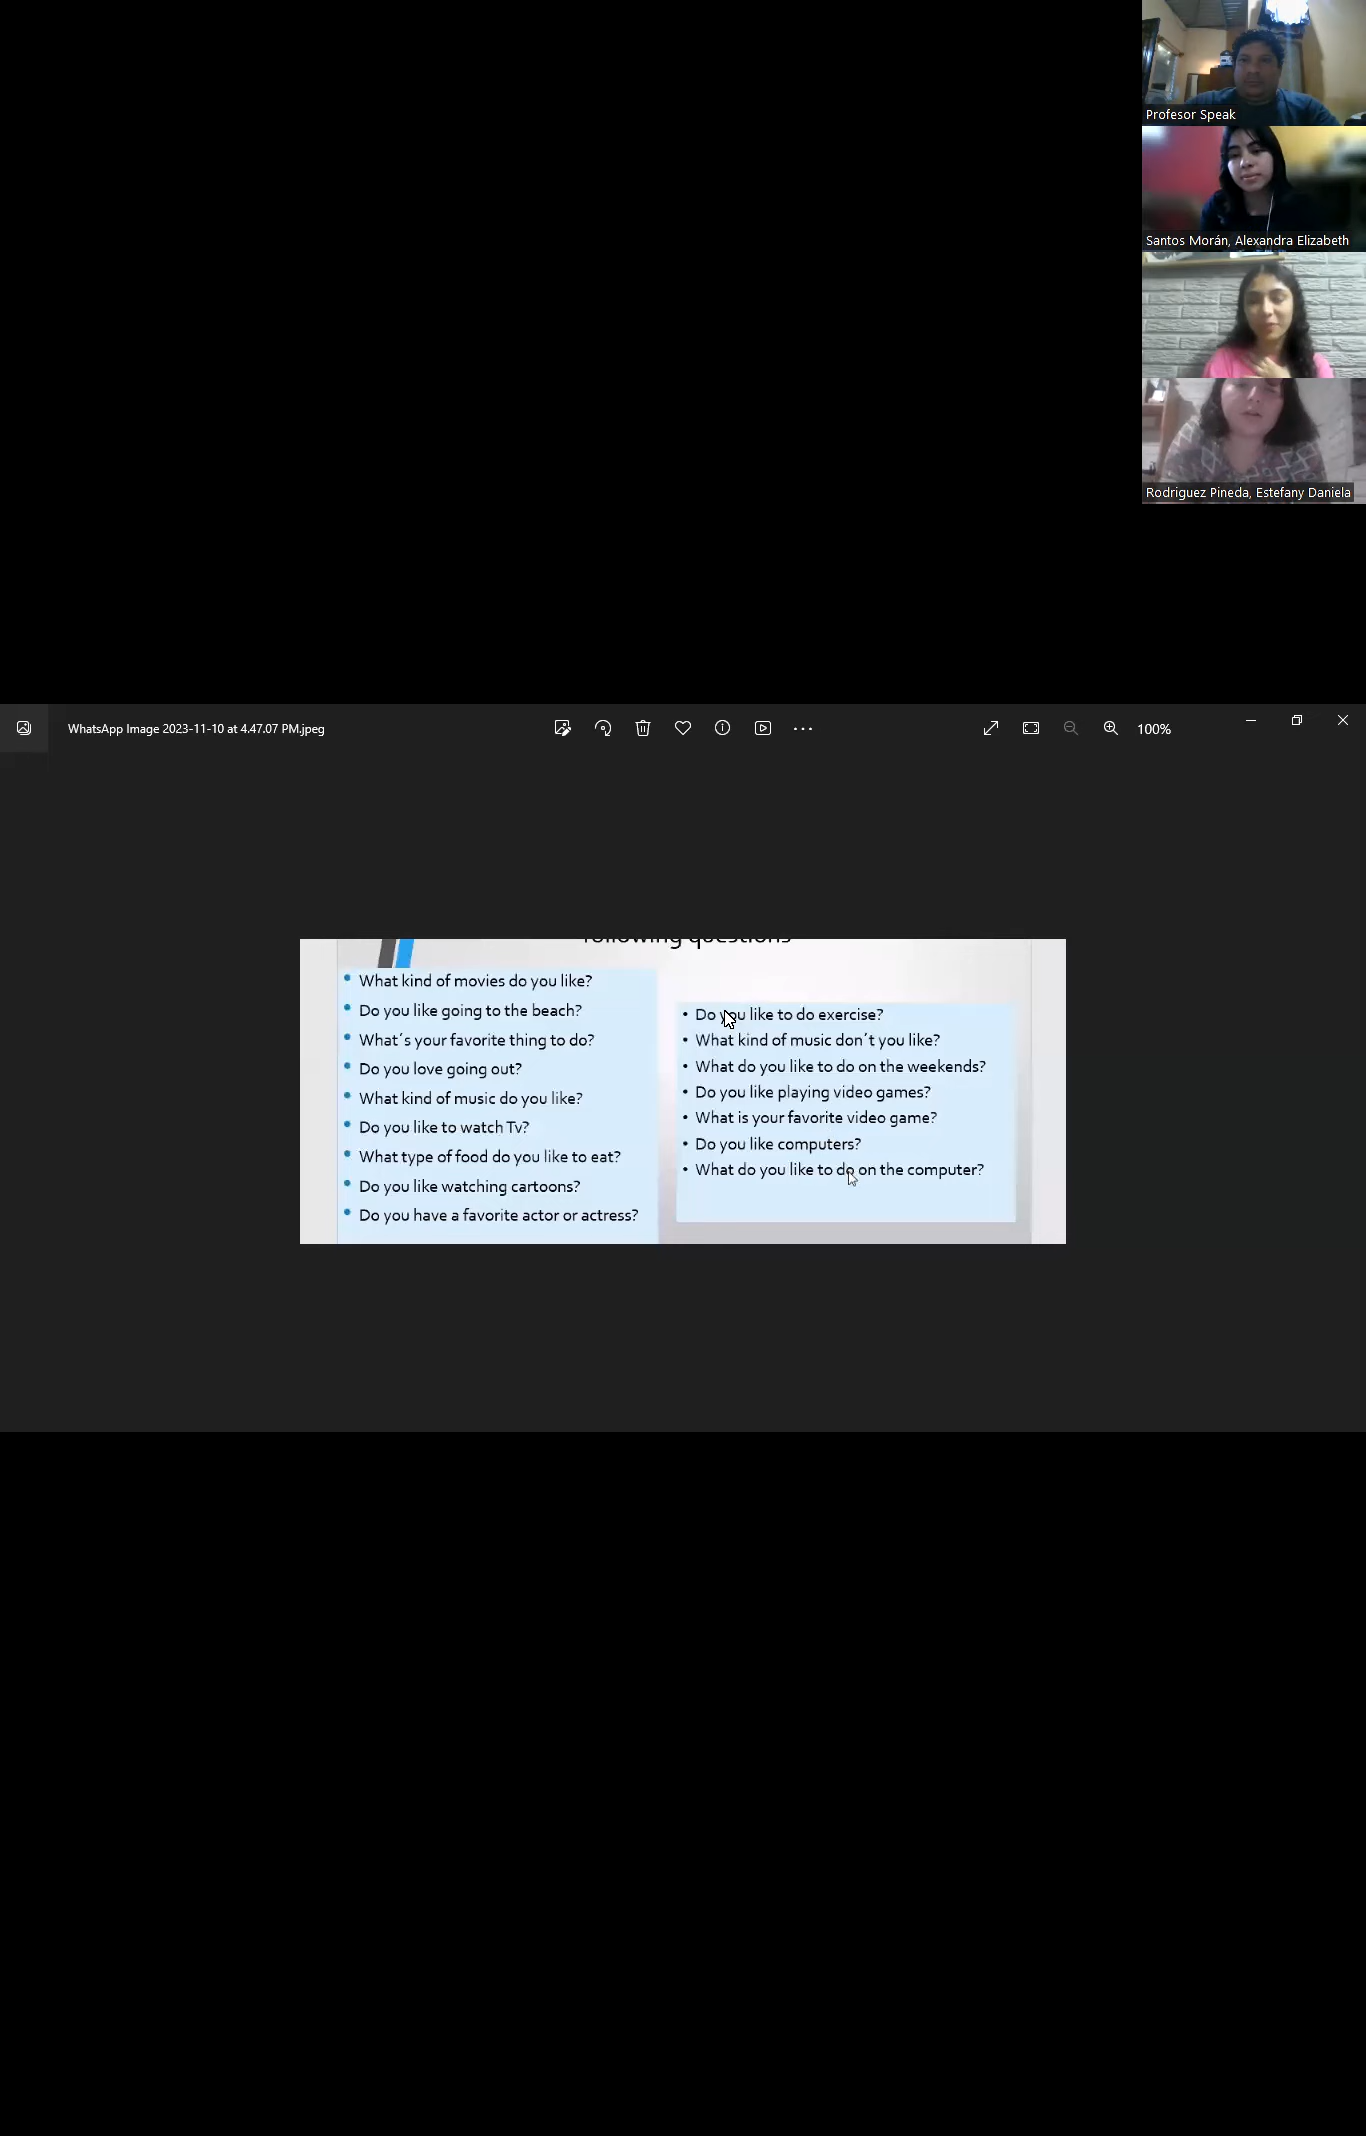 Profesor Speak
Santos Morán, Alexandra Elizabeth
Rodriguez Pineda, Estefany Daniela
WhatsApp Image 2023-11-10 at 4.47.07 PM.jpeg
100%
following questions
What kind of movies do you like?
Do you like going to the beach?
What´s your favorite thing to do?
Do you love going out?
What kind of music do you like?
Do you like to watch Tv?
What type of food do you like to eat?
Do you like watching cartoons?
Do you have a favorite actor or actress?
Do you like to do exercise?
What kind of music don´t you like?
What do you like to do on the weekends?
Do you like playing video games?
What is your favorite video game?
Do you like computers?
What do you like to do on the computer?